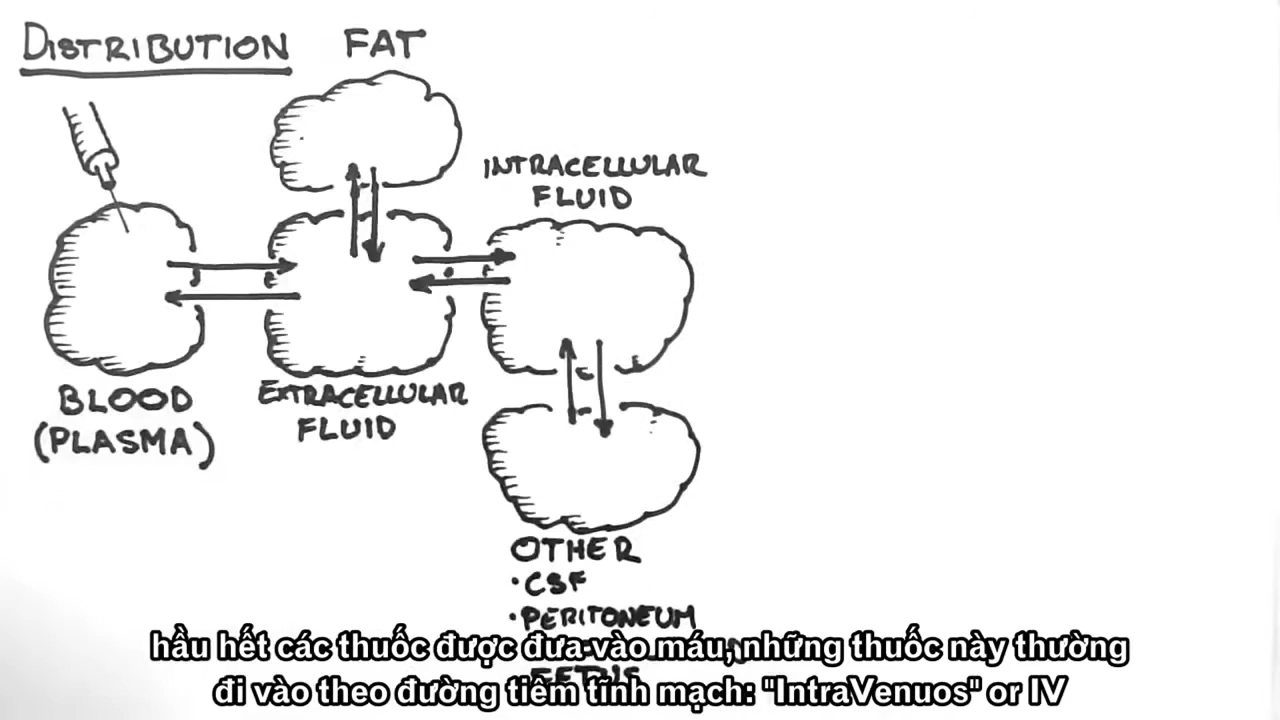 DISTRIBUTION
FAT
INTRACELLULAR
FLUID
BLOOD
(PLASMA)
EXTRACELLULAR
FLUID
OTHER
• CSF
• PERITONEUM
FETUS
hầu hết các thuốc được đưa vào máu, những thuốc này thường
đi vào theo đường tiêm tĩnh mạch: "IntraVenuos" or IV